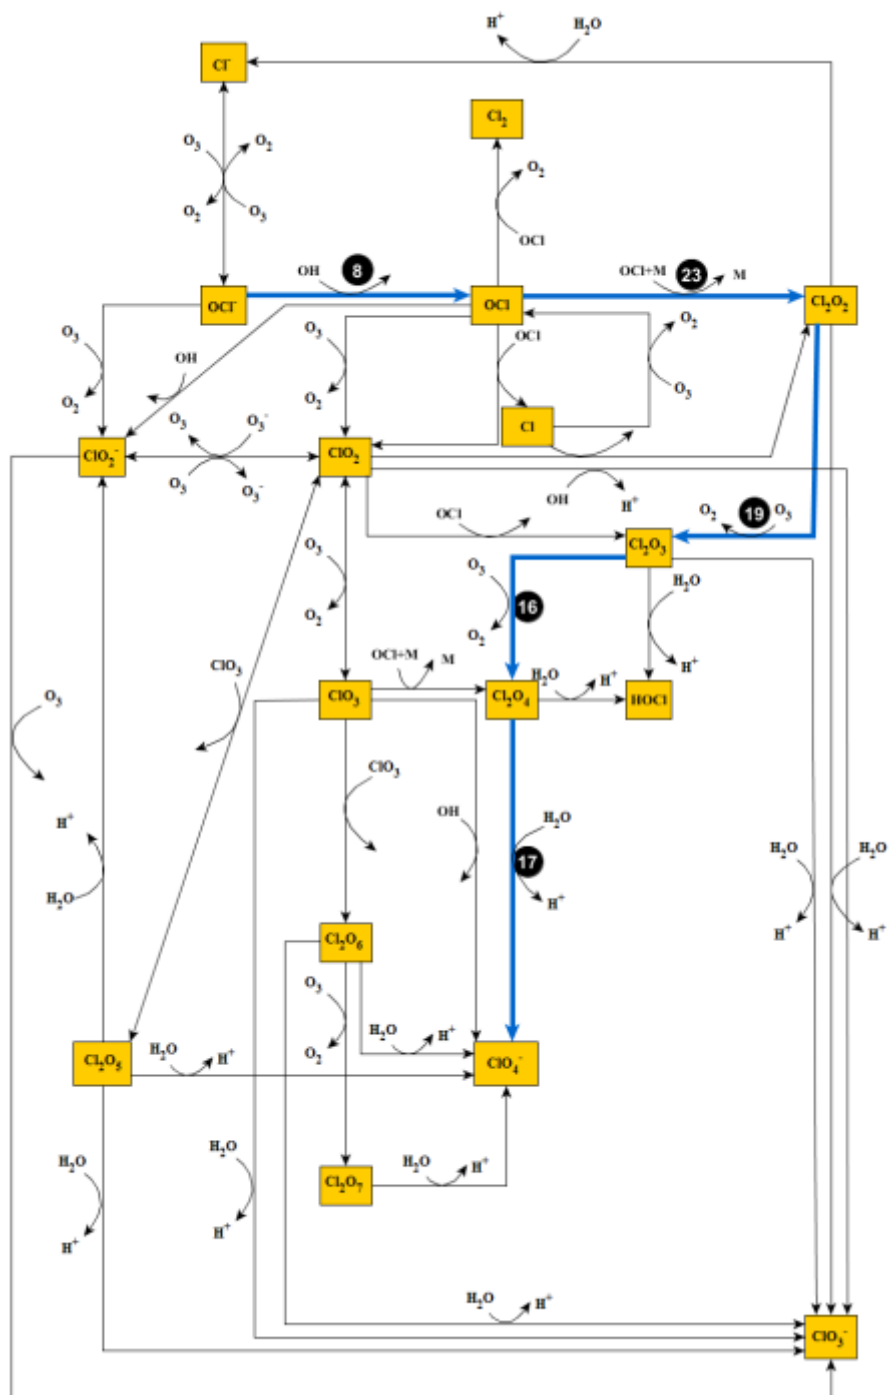 H⁺ H₂O
Cl⁻
Cl₂
O₃ O₂
O₂ O₃
O₂
OCl
OH 8
OCl+M 23 M
OCl⁻ OCl Cl₂O₂
O₃ O₃ OCl O₂
OH
O₂ O₂ O₃
Cl
O₃ O₃⁻
ClO₂⁻ ClO₂
O₃ O₃⁻
OH H⁺
OCl O₂ 19 O₃
Cl₂O₃
O₃ O₃ 16 H₂O
O₂ O₂
OCl+M M H₂O H⁺ H⁺
ClO₃
ClO₃ Cl₂O₄ HOCl
O₃
ClO₃
OH
H⁺ H₂O
17
H₂O H₂O
H₂O H⁺
H⁺ H⁺
Cl₂O₆
O₃
H₂O H⁺
O₂
Cl₂O₅ H₂O H⁺ ClO₄⁻
H₂O H₂O
H₂O H⁺
Cl₂O₇
H⁺ H⁺
H₂O H⁺
ClO₃⁻